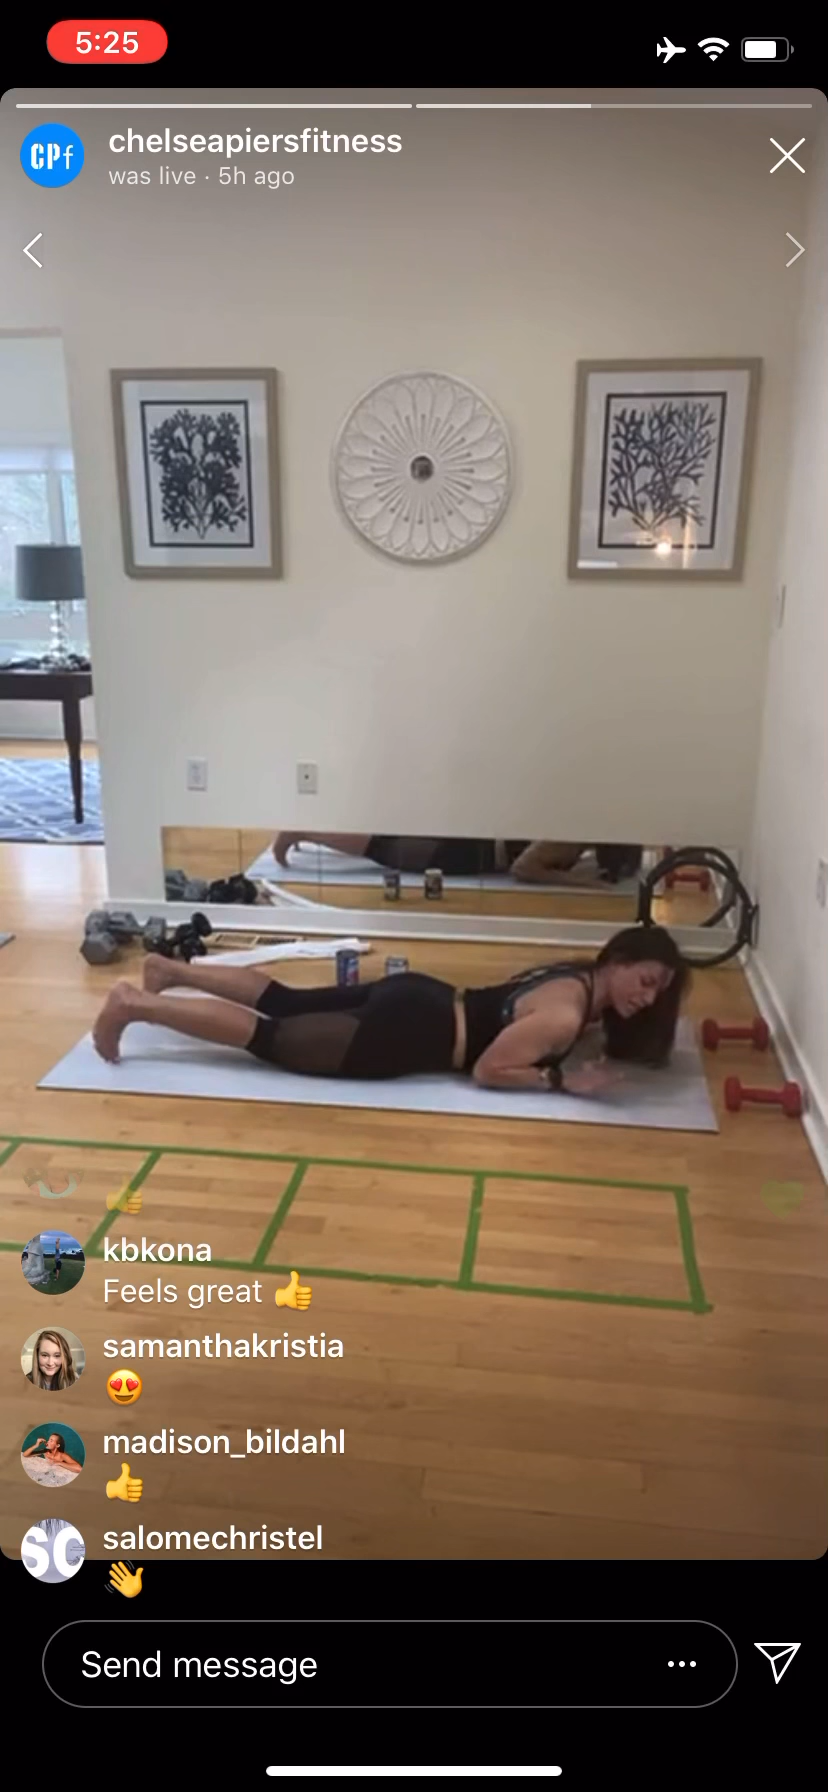 5:25
CPf
chelseapiersfitness
was live · 5h ago
kbkona
Feels great 👍
samanthakristia
😍
madison_bildahl
👍
SC
salomechristel
👋
Send message